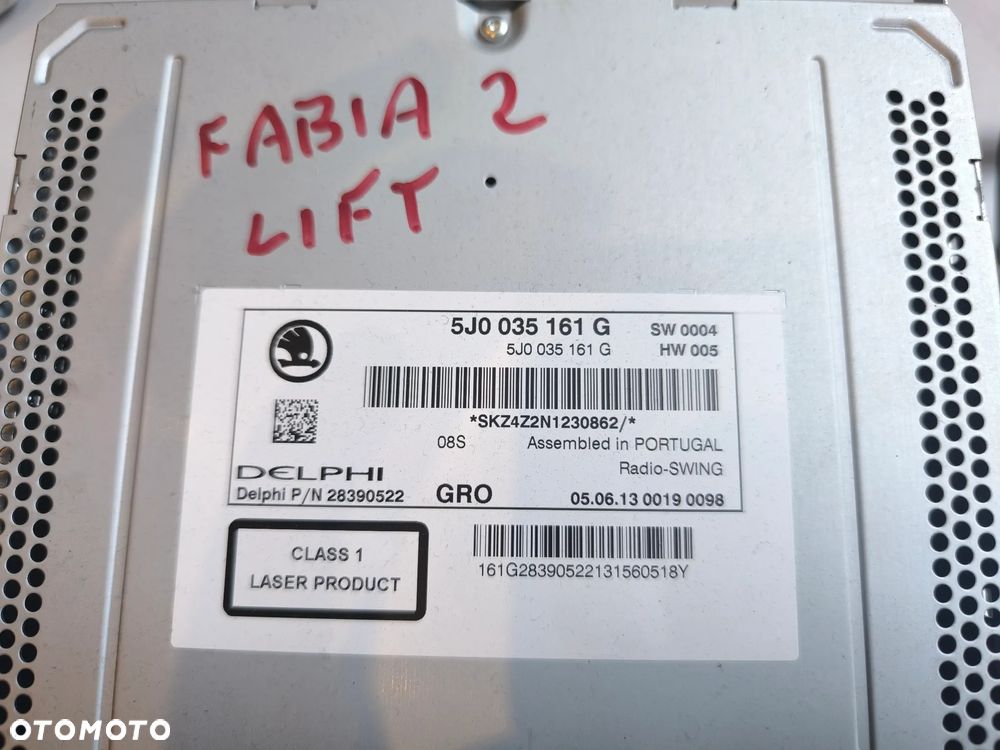 FABIA 2
LIFT
5J0 035 161 G SW 0004
5J0 035 161 G HW 005
*SKZ4Z2N1230862/*
08S Assembled in PORTUGAL
Radio-SWING
DELPHI
Delphi P/N 28390522 GRO 05.06.13 0019 0098
CLASS 1
LASER PRODUCT
161G28390522131560518Y
OTOMOTO